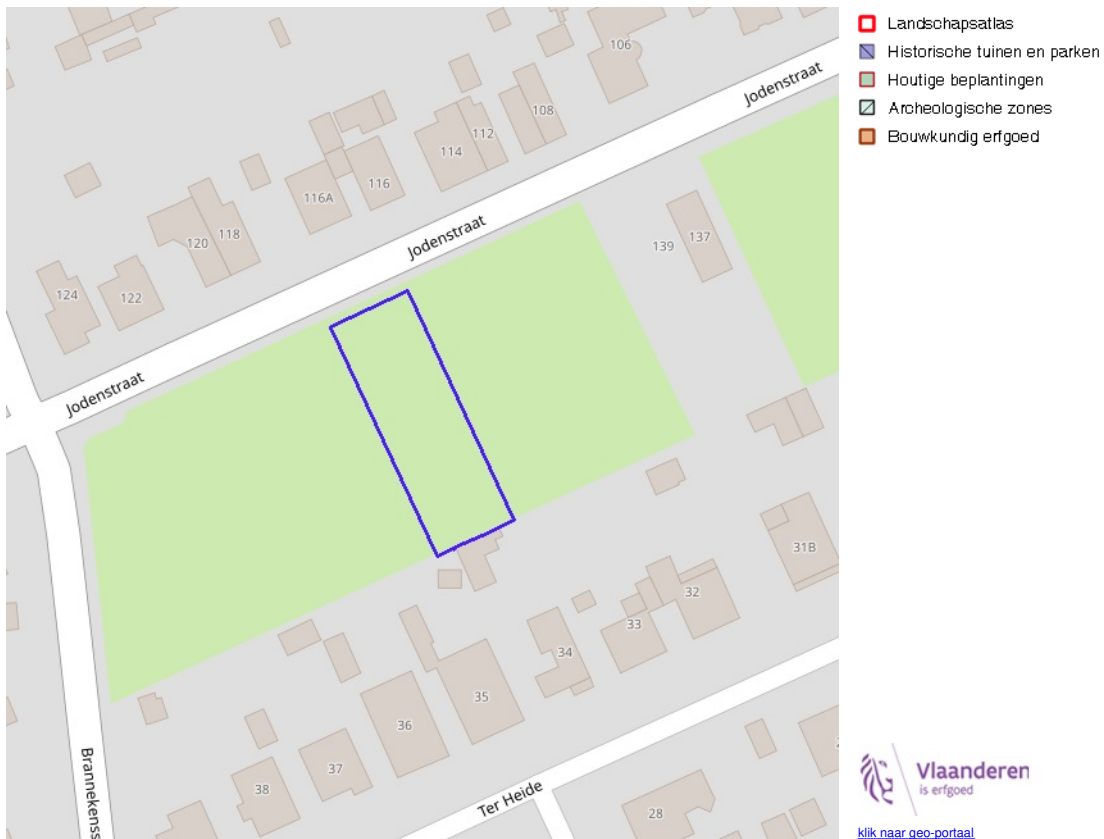 Landschapsatlas
Historische tuinen en parken
Houtige beplantingen
Archeologische zones
Bouwkundig erfgoed
106
Jodenstraat
108
112
114
116
116A
118
120
122
124
Jodenstraat
139
137
Jodenstraat
31B
32
33
34
35
36
37
38
Brannekenss
Ter Heide
28
Vlaanderen
is erfgoed
klik naar geo-portaal